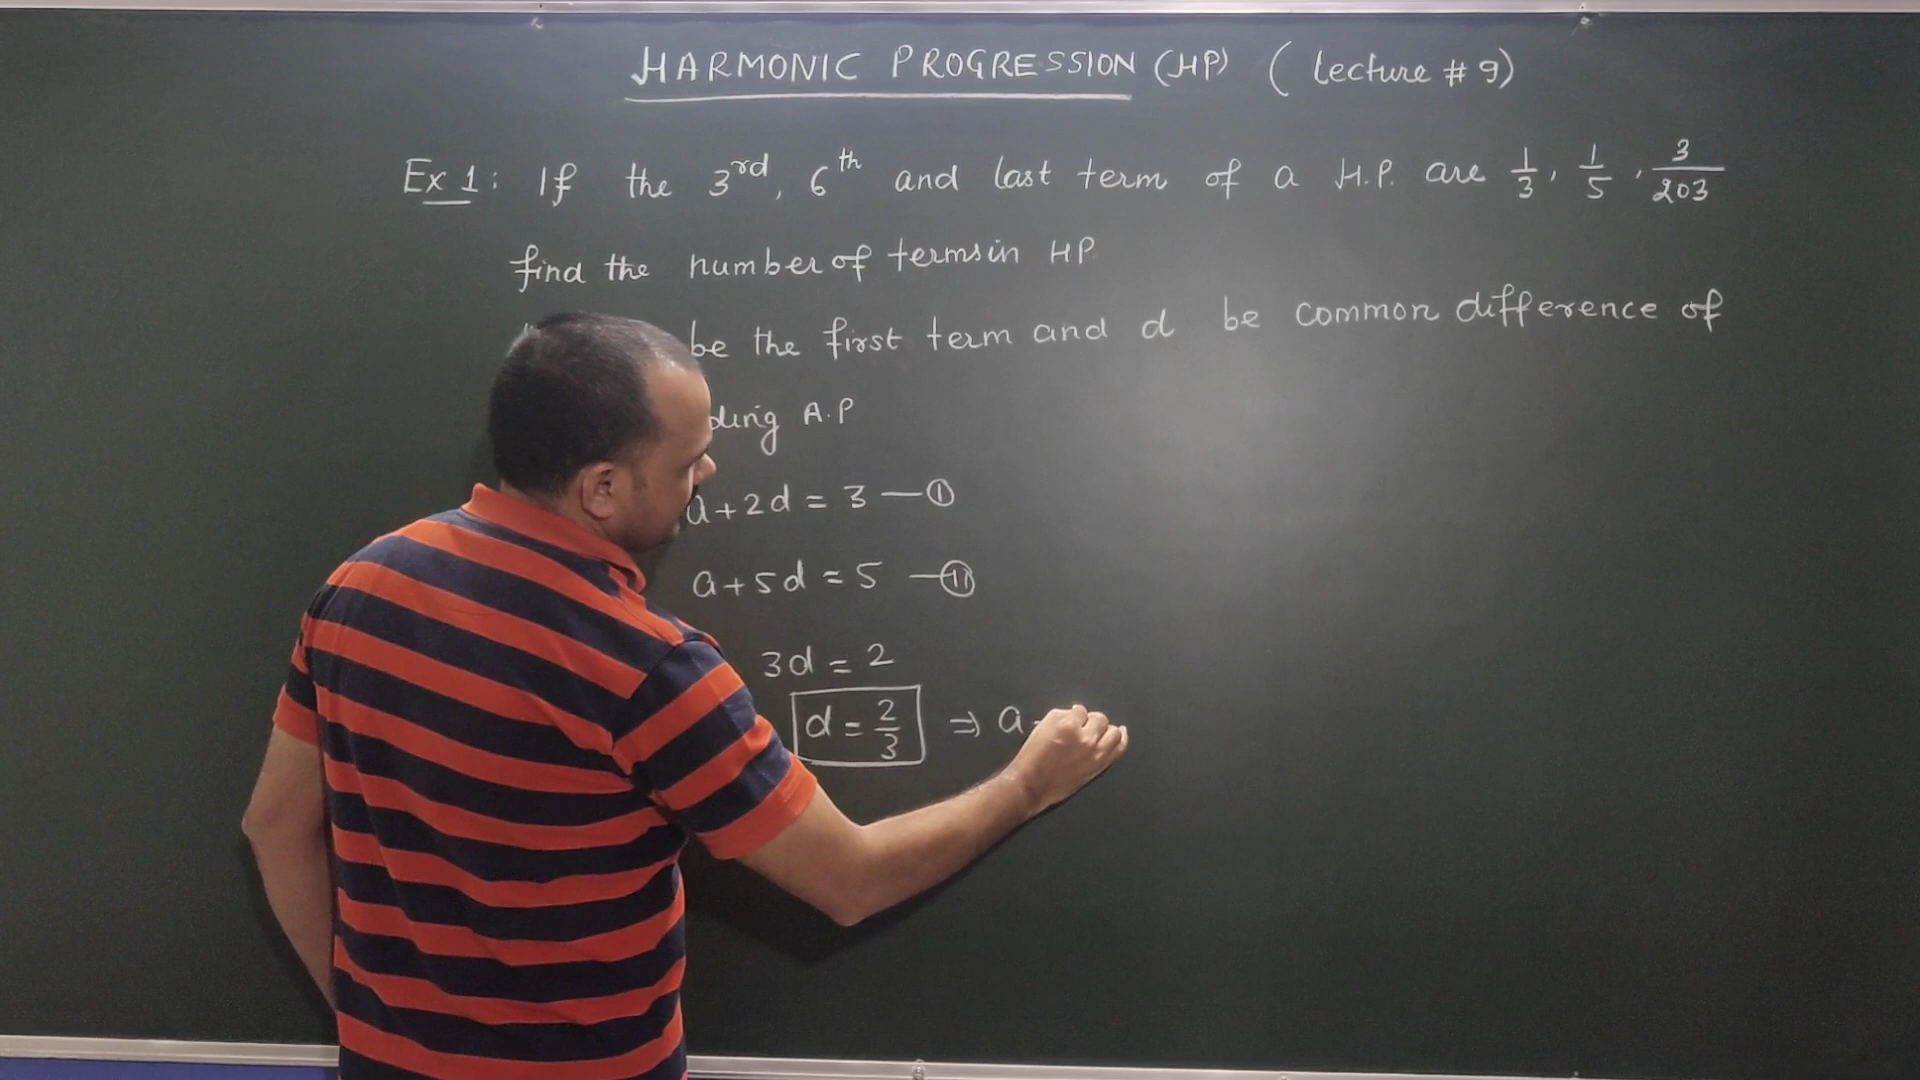 HARMONIC PROGRESSION (HP) (Lecture # 9)
Ex 1: If the 3rd, 6th and last term of a H.P. are 1/3, 1/5, 3/203
find the number of terms in HP
be the first term and d be common difference of
ding A.P
a+2d = 3 — ①
a+5d = 5 — ⑪
3d = 2
d = 2/3 ⇒ a